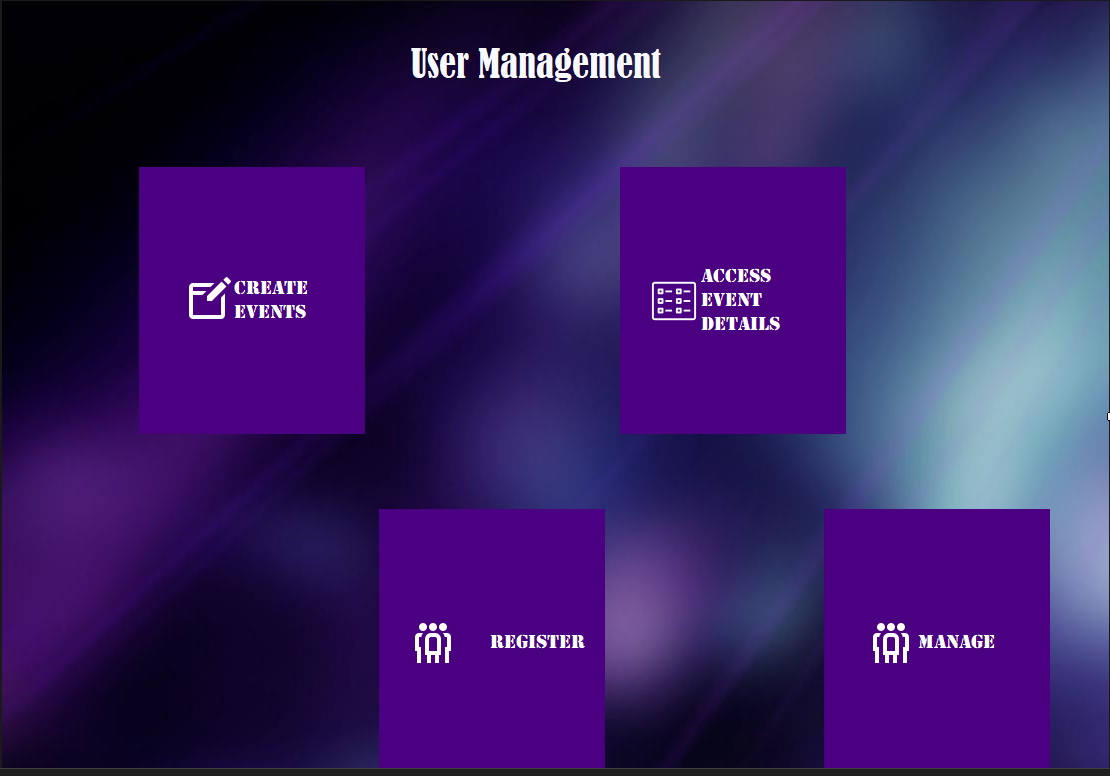 User Management
CREATE
EVENTS
ACCESS
EVENT
DETAILS
REGISTER
MANAGE